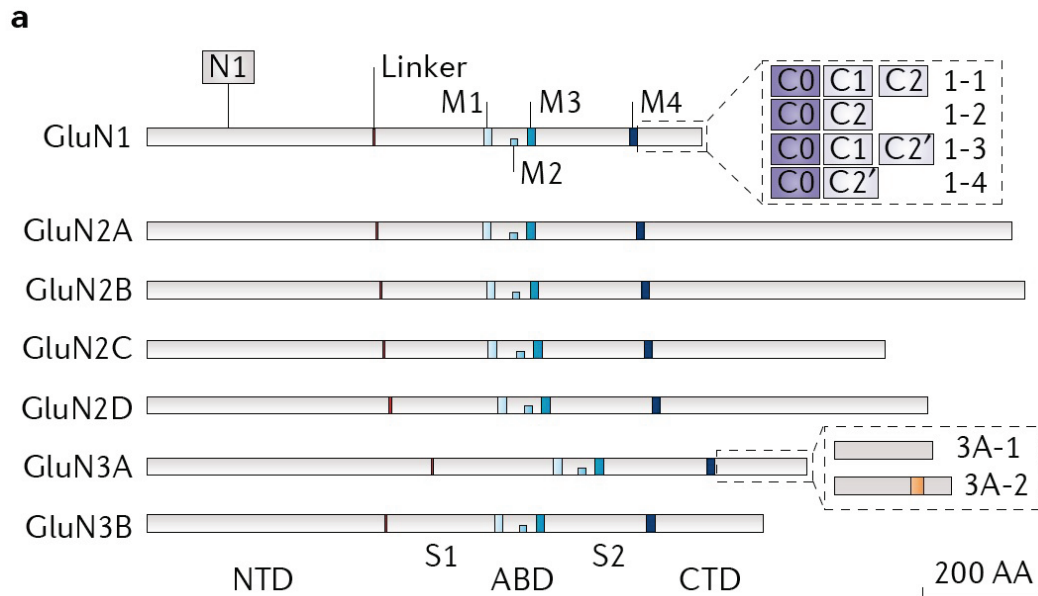 a
N1
Linker
M1
M3
M4
GluN1
M2
C0 C1 C2 1-1
C0 C2 1-2
C0 C1 C2′ 1-3
C0 C2′ 1-4
GluN2A
GluN2B
GluN2C
GluN2D
GluN3A
3A-1
3A-2
GluN3B
S1 S2
NTD ABD CTD
200 AA